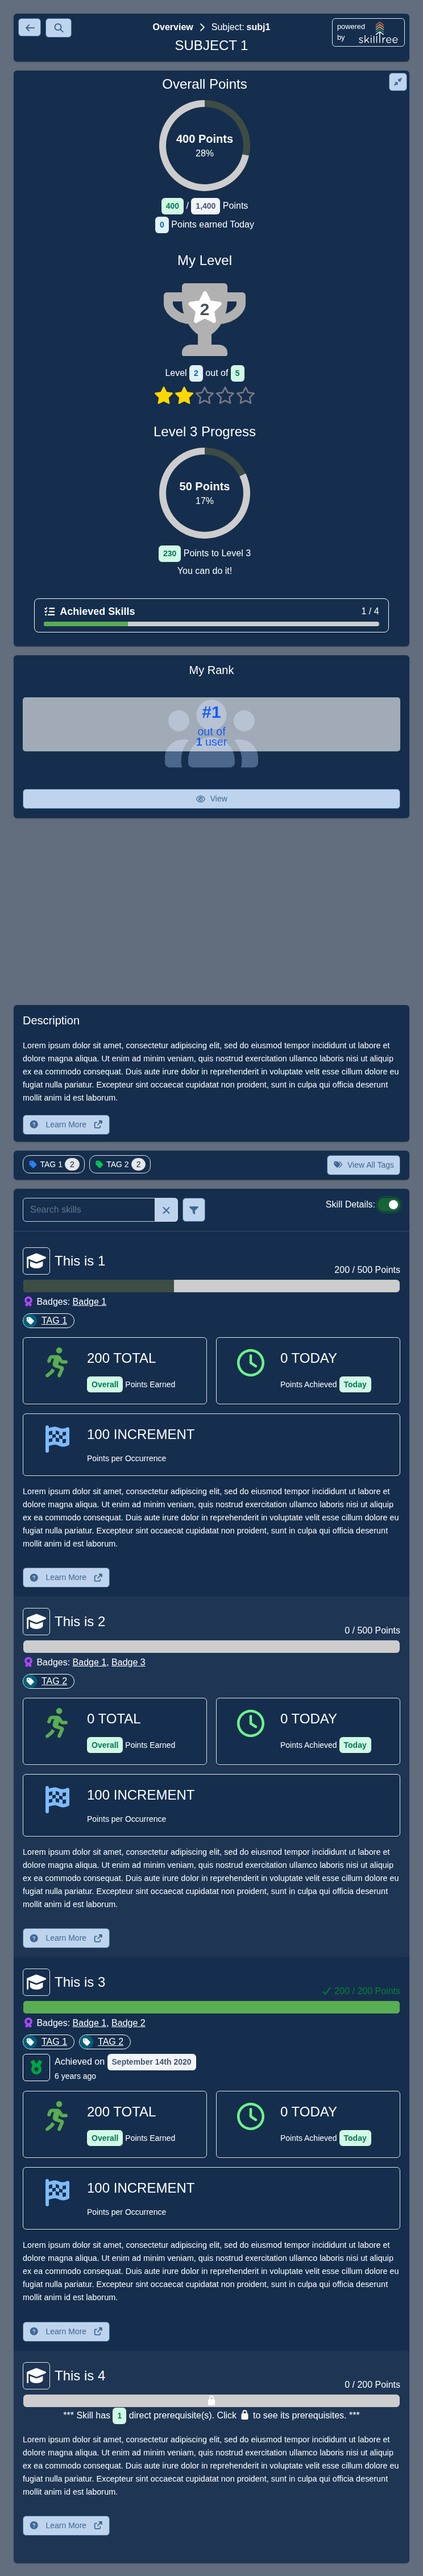 Overview > Subject: subj1
SUBJECT 1
powered
by
skilltree
Overall Points
400 Points
28%
400 / 1,400 Points
0 Points earned Today
My Level
2
Level 2 out of 5
Level 3 Progress
50 Points
17%
230 Points to Level 3
You can do it!
Achieved Skills 1 / 4
My Rank
#1
out of
1 user
View
Description
Lorem ipsum dolor sit amet, consectetur adipiscing elit, sed do eiusmod tempor incididunt ut labore et
dolore magna aliqua. Ut enim ad minim veniam, quis nostrud exercitation ullamco laboris nisi ut aliquip
ex ea commodo consequat. Duis aute irure dolor in reprehenderit in voluptate velit esse cillum dolore eu
fugiat nulla pariatur. Excepteur sint occaecat cupidatat non proident, sunt in culpa qui officia deserunt
mollit anim id est laborum.
Learn More
TAG 1 2 TAG 2 2 View All Tags
Search skills
Skill Details:
This is 1
200 / 500 Points
Badges: Badge 1
TAG 1
200 TOTAL
Overall Points Earned
0 TODAY
Points Achieved Today
100 INCREMENT
Points per Occurrence
Lorem ipsum dolor sit amet, consectetur adipiscing elit, sed do eiusmod tempor incididunt ut labore et
dolore magna aliqua. Ut enim ad minim veniam, quis nostrud exercitation ullamco laboris nisi ut aliquip
ex ea commodo consequat. Duis aute irure dolor in reprehenderit in voluptate velit esse cillum dolore eu
fugiat nulla pariatur. Excepteur sint occaecat cupidatat non proident, sunt in culpa qui officia deserunt
mollit anim id est laborum.
Learn More
This is 2
0 / 500 Points
Badges: Badge 1, Badge 3
TAG 2
0 TOTAL
Overall Points Earned
0 TODAY
Points Achieved Today
100 INCREMENT
Points per Occurrence
Lorem ipsum dolor sit amet, consectetur adipiscing elit, sed do eiusmod tempor incididunt ut labore et
dolore magna aliqua. Ut enim ad minim veniam, quis nostrud exercitation ullamco laboris nisi ut aliquip
ex ea commodo consequat. Duis aute irure dolor in reprehenderit in voluptate velit esse cillum dolore eu
fugiat nulla pariatur. Excepteur sint occaecat cupidatat non proident, sunt in culpa qui officia deserunt
mollit anim id est laborum.
Learn More
This is 3
200 / 200 Points
Badges: Badge 1, Badge 2
TAG 1 TAG 2
Achieved on September 14th 2020
6 years ago
200 TOTAL
Overall Points Earned
0 TODAY
Points Achieved Today
100 INCREMENT
Points per Occurrence
Lorem ipsum dolor sit amet, consectetur adipiscing elit, sed do eiusmod tempor incididunt ut labore et
dolore magna aliqua. Ut enim ad minim veniam, quis nostrud exercitation ullamco laboris nisi ut aliquip
ex ea commodo consequat. Duis aute irure dolor in reprehenderit in voluptate velit esse cillum dolore eu
fugiat nulla pariatur. Excepteur sint occaecat cupidatat non proident, sunt in culpa qui officia deserunt
mollit anim id est laborum.
Learn More
This is 4
0 / 200 Points
*** Skill has 1 direct prerequisite(s). Click to see its prerequisites. ***
Lorem ipsum dolor sit amet, consectetur adipiscing elit, sed do eiusmod tempor incididunt ut labore et
dolore magna aliqua. Ut enim ad minim veniam, quis nostrud exercitation ullamco laboris nisi ut aliquip
ex ea commodo consequat. Duis aute irure dolor in reprehenderit in voluptate velit esse cillum dolore eu
fugiat nulla pariatur. Excepteur sint occaecat cupidatat non proident, sunt in culpa qui officia deserunt
mollit anim id est laborum.
Learn More